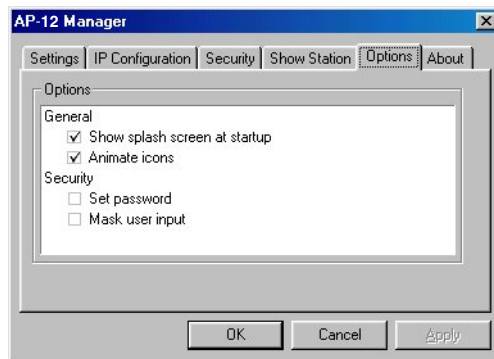 AP-12 Manager
Settings IP Configuration Security Show Station Options About
Options
General
Show splash screen at startup
Animate icons
Security
Set password
Mask user input
OK Cancel Apply